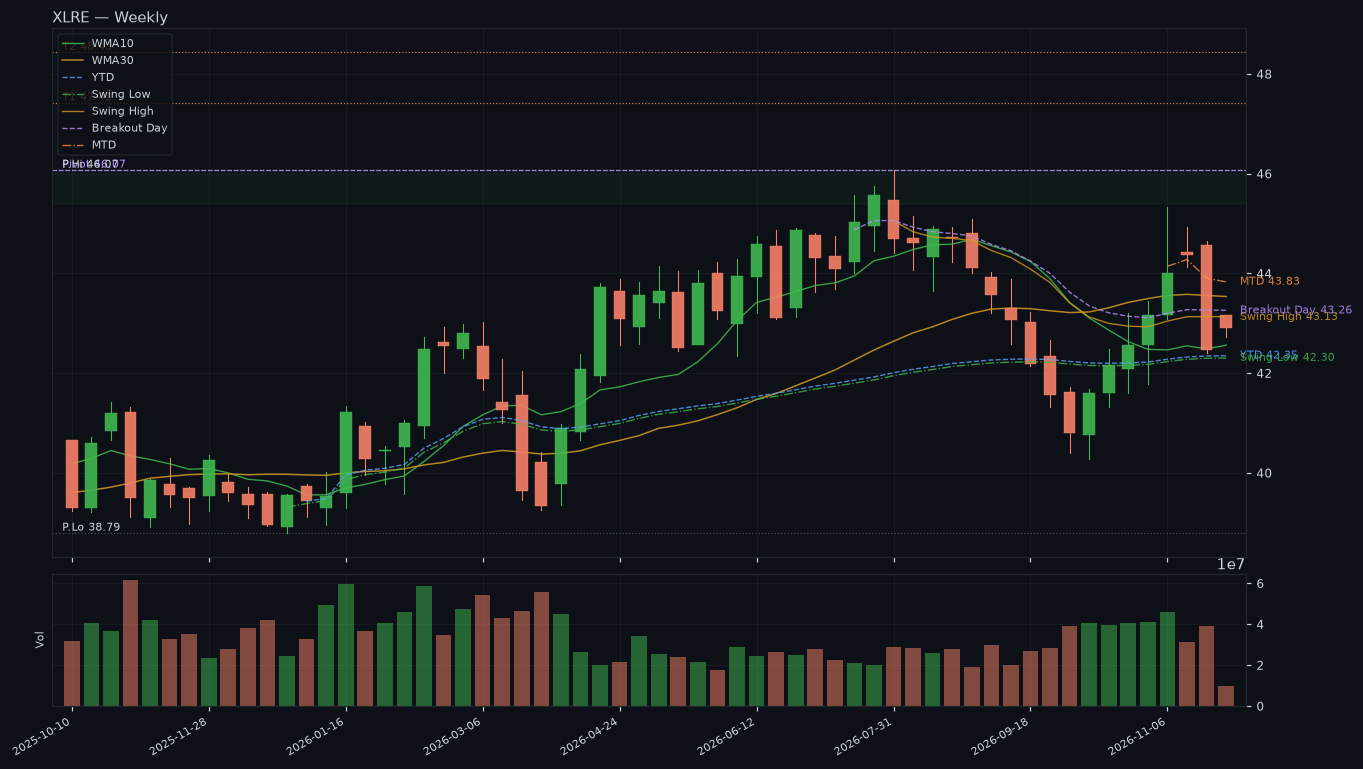 XLRE — Weekly
WMA10
WMA30
YTD
Swing Low
Swing High
Breakout Day
MTD
P.Hi 46.07
P.Lo 38.79
48
46
44
42
40
MTD 43.83
Breakout Day 43.26
Swing High 43.13
YTD 42.35
Swing Low 42.30
1e7
Vol
6
4
2
0
2025-10-10
2025-11-28
2026-01-16
2026-03-06
2026-04-24
2026-06-12
2026-07-31
2026-09-18
2026-11-06